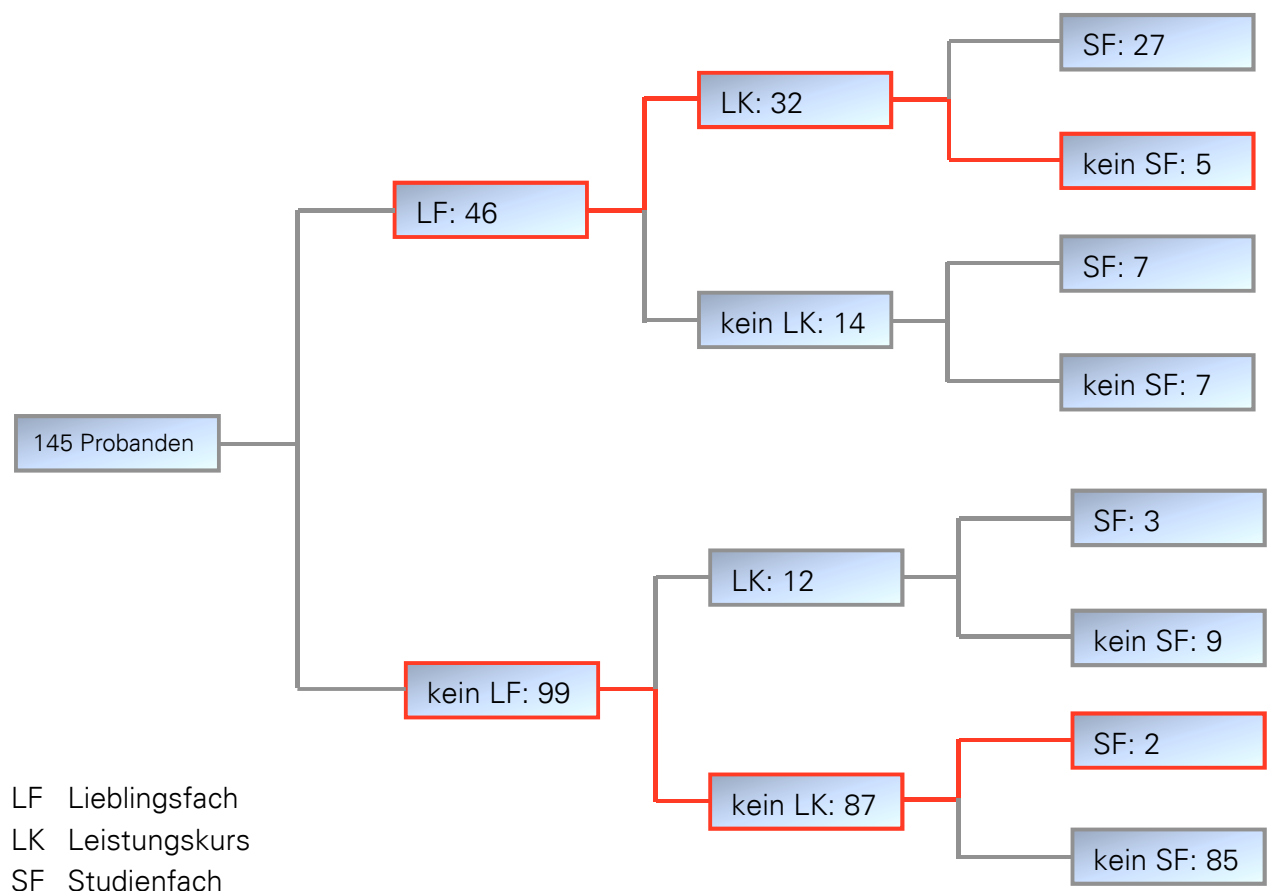 SF: 27
LK: 32
kein SF: 5
LF: 46
SF: 7
kein LK: 14
kein SF: 7
145 Probanden
SF: 3
LK: 12
kein SF: 9
kein LF: 99
SF: 2
kein LK: 87
kein SF: 85
LF Lieblingsfach
LK Leistungskurs
SF Studienfach